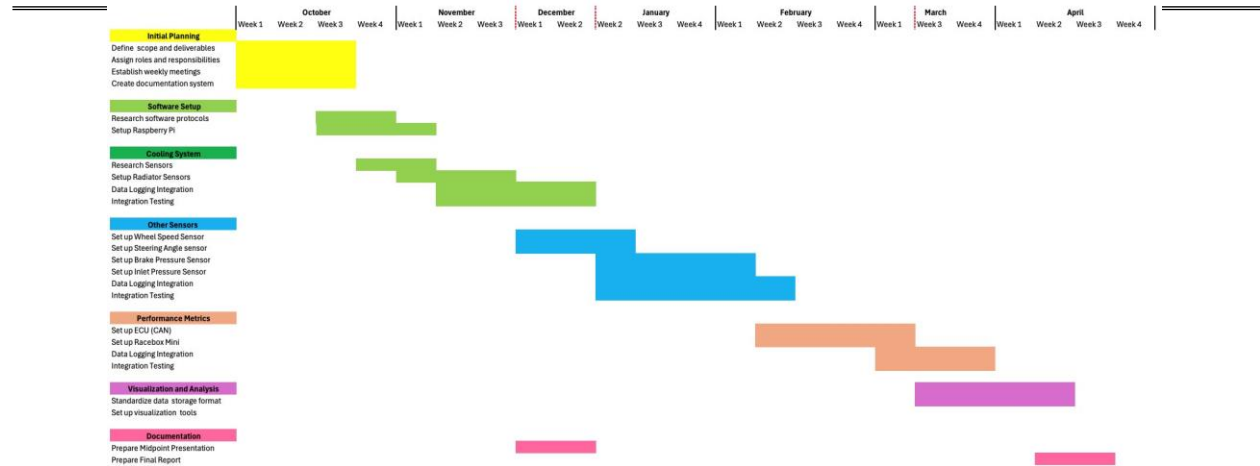 October November December January February March April
Week 1 Week 2 Week 3 Week 4 Week 1 Week 2 Week 3 Week 1 Week 2 Week 2 Week 3 Week 4 Week 1 Week 2 Week 3 Week 4 Week 1 Week 3 Week 4 Week 1 Week 2 Week 3 Week 4
Initial Planning
Define scope and deliverables
Assign roles and responsibilities
Establish weekly meetings
Create documentation system
Software Setup
Research software protocols
Setup Raspberry Pi
Cooling System
Research Sensors
Setup Radiator Sensors
Data Logging Integration
Integration Testing
Other Sensors
Set up Wheel Speed Sensor
Set up Steering Angle sensor
Set up Brake Pressure Sensor
Set up Inlet Pressure Sensor
Data Logging Integration
Integration Testing
Performance Metrics
Set up ECU (CAN)
Set up Racebox Mini
Data Logging Integration
Integration Testing
Visualization and Analysis
Standardize data storage format
Set up visualization tools
Documentation
Prepare Midpoint Presentation
Prepare Final Report